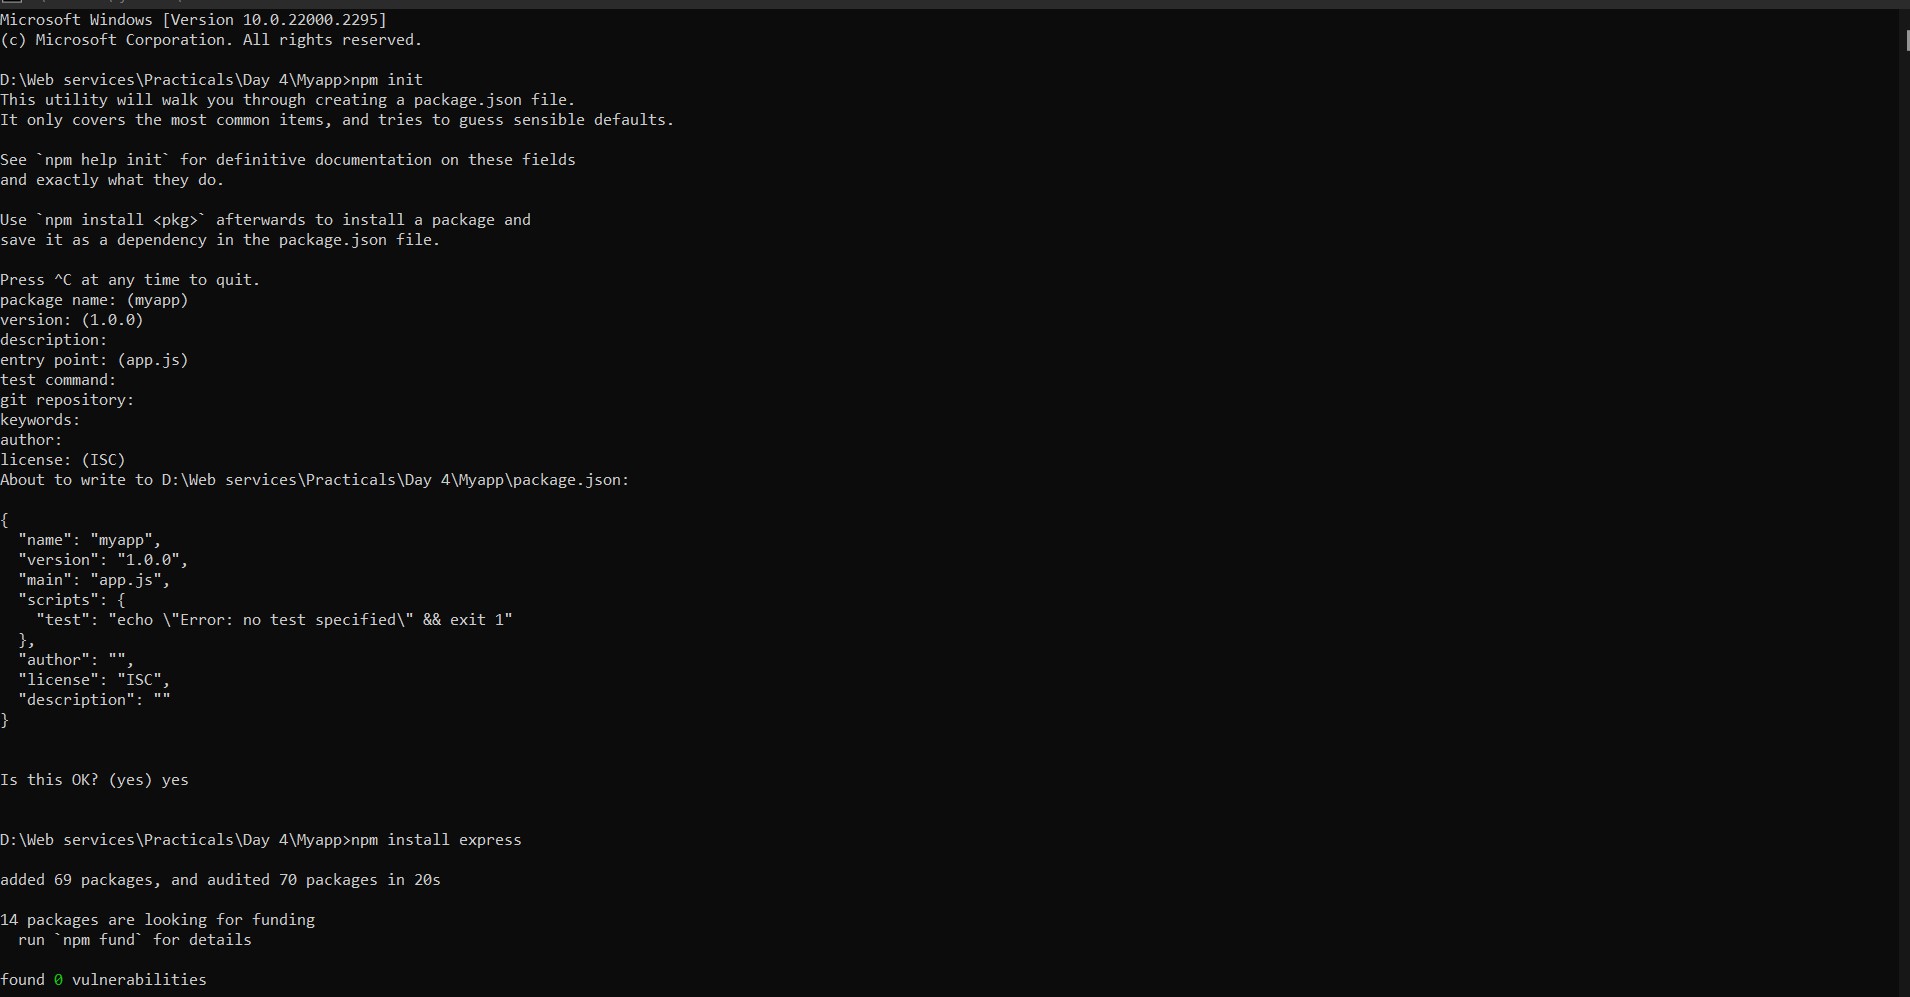 Microsoft Windows [Version 10.0.22000.2295]
(c) Microsoft Corporation. All rights reserved.
D:\Web services\Practicals\Day 4\Myapp>npm init
This utility will walk you through creating a package.json file.
It only covers the most common items, and tries to guess sensible defaults.
See `npm help init` for definitive documentation on these fields
and exactly what they do.
Use `npm install <pkg>` afterwards to install a package and
save it as a dependency in the package.json file.
Press ^C at any time to quit.
package name: (myapp)
version: (1.0.0)
description:
entry point: (app.js)
test command:
git repository:
keywords:
author:
license: (ISC)
About to write to D:\Web services\Practicals\Day 4\Myapp\package.json:
{
  "name": "myapp",
  "version": "1.0.0",
  "main": "app.js",
  "scripts": {
    "test": "echo \"Error: no test specified\" && exit 1"
  },
  "author": "",
  "license": "ISC",
  "description": ""
}
Is this OK? (yes) yes
D:\Web services\Practicals\Day 4\Myapp>npm install express
added 69 packages, and audited 70 packages in 20s
14 packages are looking for funding
  run `npm fund` for details
found 0 vulnerabilities